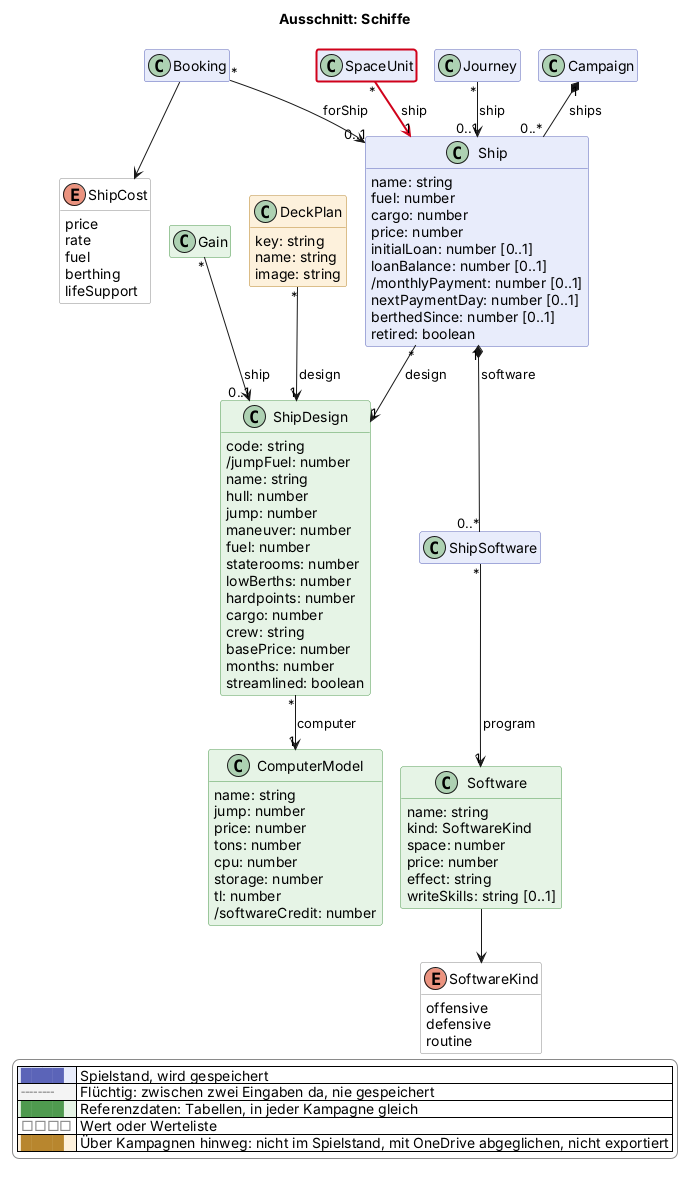 Ausschnitt: Schiffe
C Booking
C SpaceUnit
C Journey
C Campaign
*
*
*
1
forShip
ship
ship
ships
0..1
1
0..1
0..*
C Ship
name: string
fuel: number
cargo: number
price: number
initialLoan: number [0..1]
loanBalance: number [0..1]
/monthlyPayment: number [0..1]
nextPaymentDay: number [0..1]
berthedSince: number [0..1]
retired: boolean
E ShipCost
price
rate
fuel
berthing
lifeSupport
C DeckPlan
key: string
name: string
image: string
C Gain
*
*
*
1
ship
design
design
software
0..1
1
1
C ShipDesign
code: string
/jumpFuel: number
name: string
hull: number
jump: number
maneuver: number
fuel: number
staterooms: number
lowBerths: number
hardpoints: number
cargo: number
crew: string
basePrice: number
months: number
streamlined: boolean
0..*
C ShipSoftware
*
*
computer
program
1
1
C ComputerModel
name: string
jump: number
price: number
tons: number
cpu: number
storage: number
tl: number
/softwareCredit: number
C Software
name: string
kind: SoftwareKind
space: number
price: number
effect: string
writeSkills: string [0..1]
E SoftwareKind
offensive
defensive
routine
Spielstand, wird gespeichert
Flüchtig: zwischen zwei Eingaben da, nie gespeichert
Referenzdaten: Tabellen, in jeder Kampagne gleich
Wert oder Werteliste
Über Kampagnen hinweg: nicht im Spielstand, mit OneDrive abgeglichen, nicht exportiert